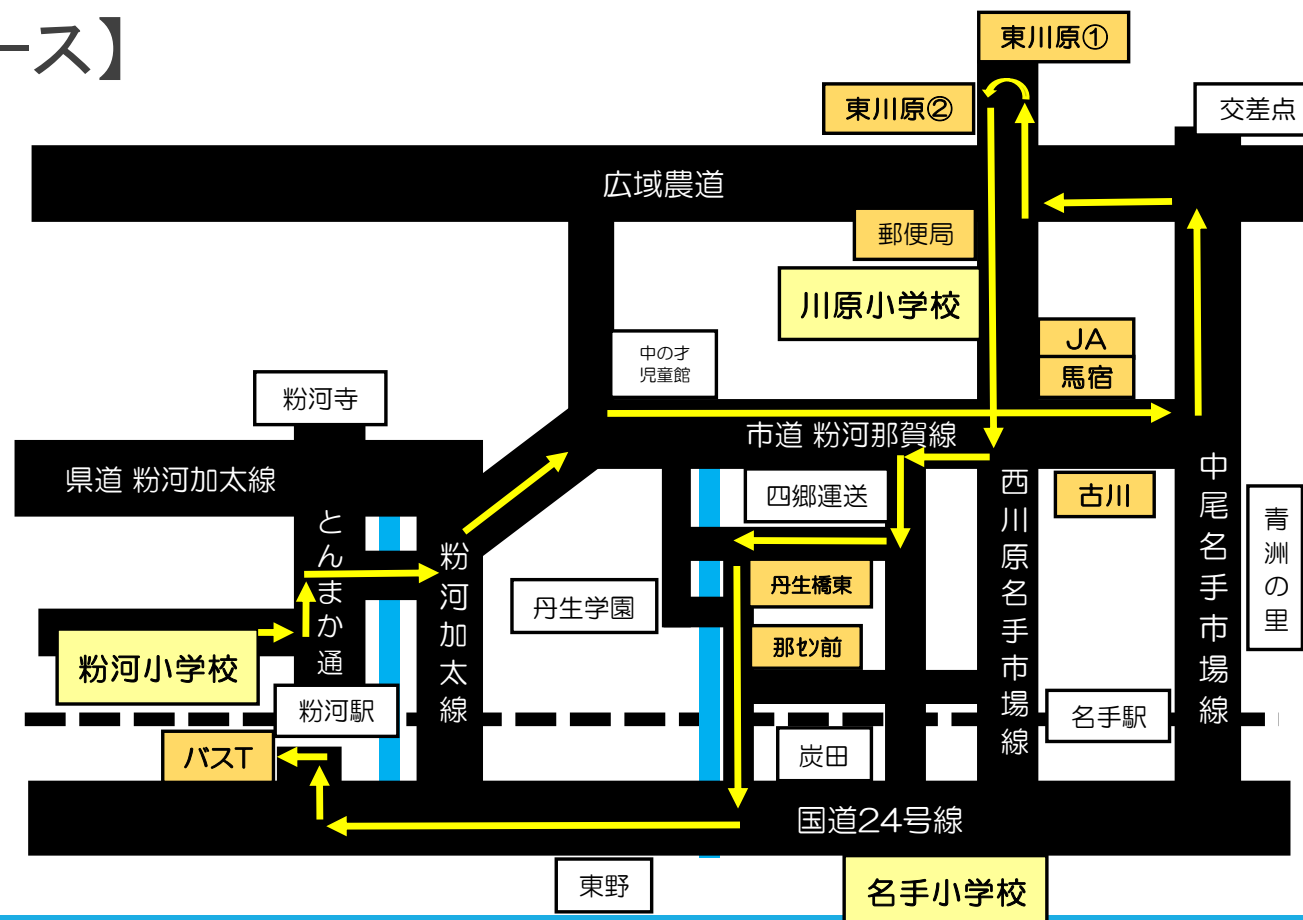 ース】
東川原①
東川原②
交差点
広域農道
郵便局
川原小学校
JA
馬宿
中の才
児童館
粉河寺
市道 粉河那賀線
県道 粉河加太線
四郷運送
古川
とんまか通
粉河加太線
西川原名手市場線
中尾名手市場線
青洲の里
丹生学園
丹生橋東
那セン前
粉河小学校
粉河駅
名手駅
バスT
炭田
国道24号線
東野
名手小学校